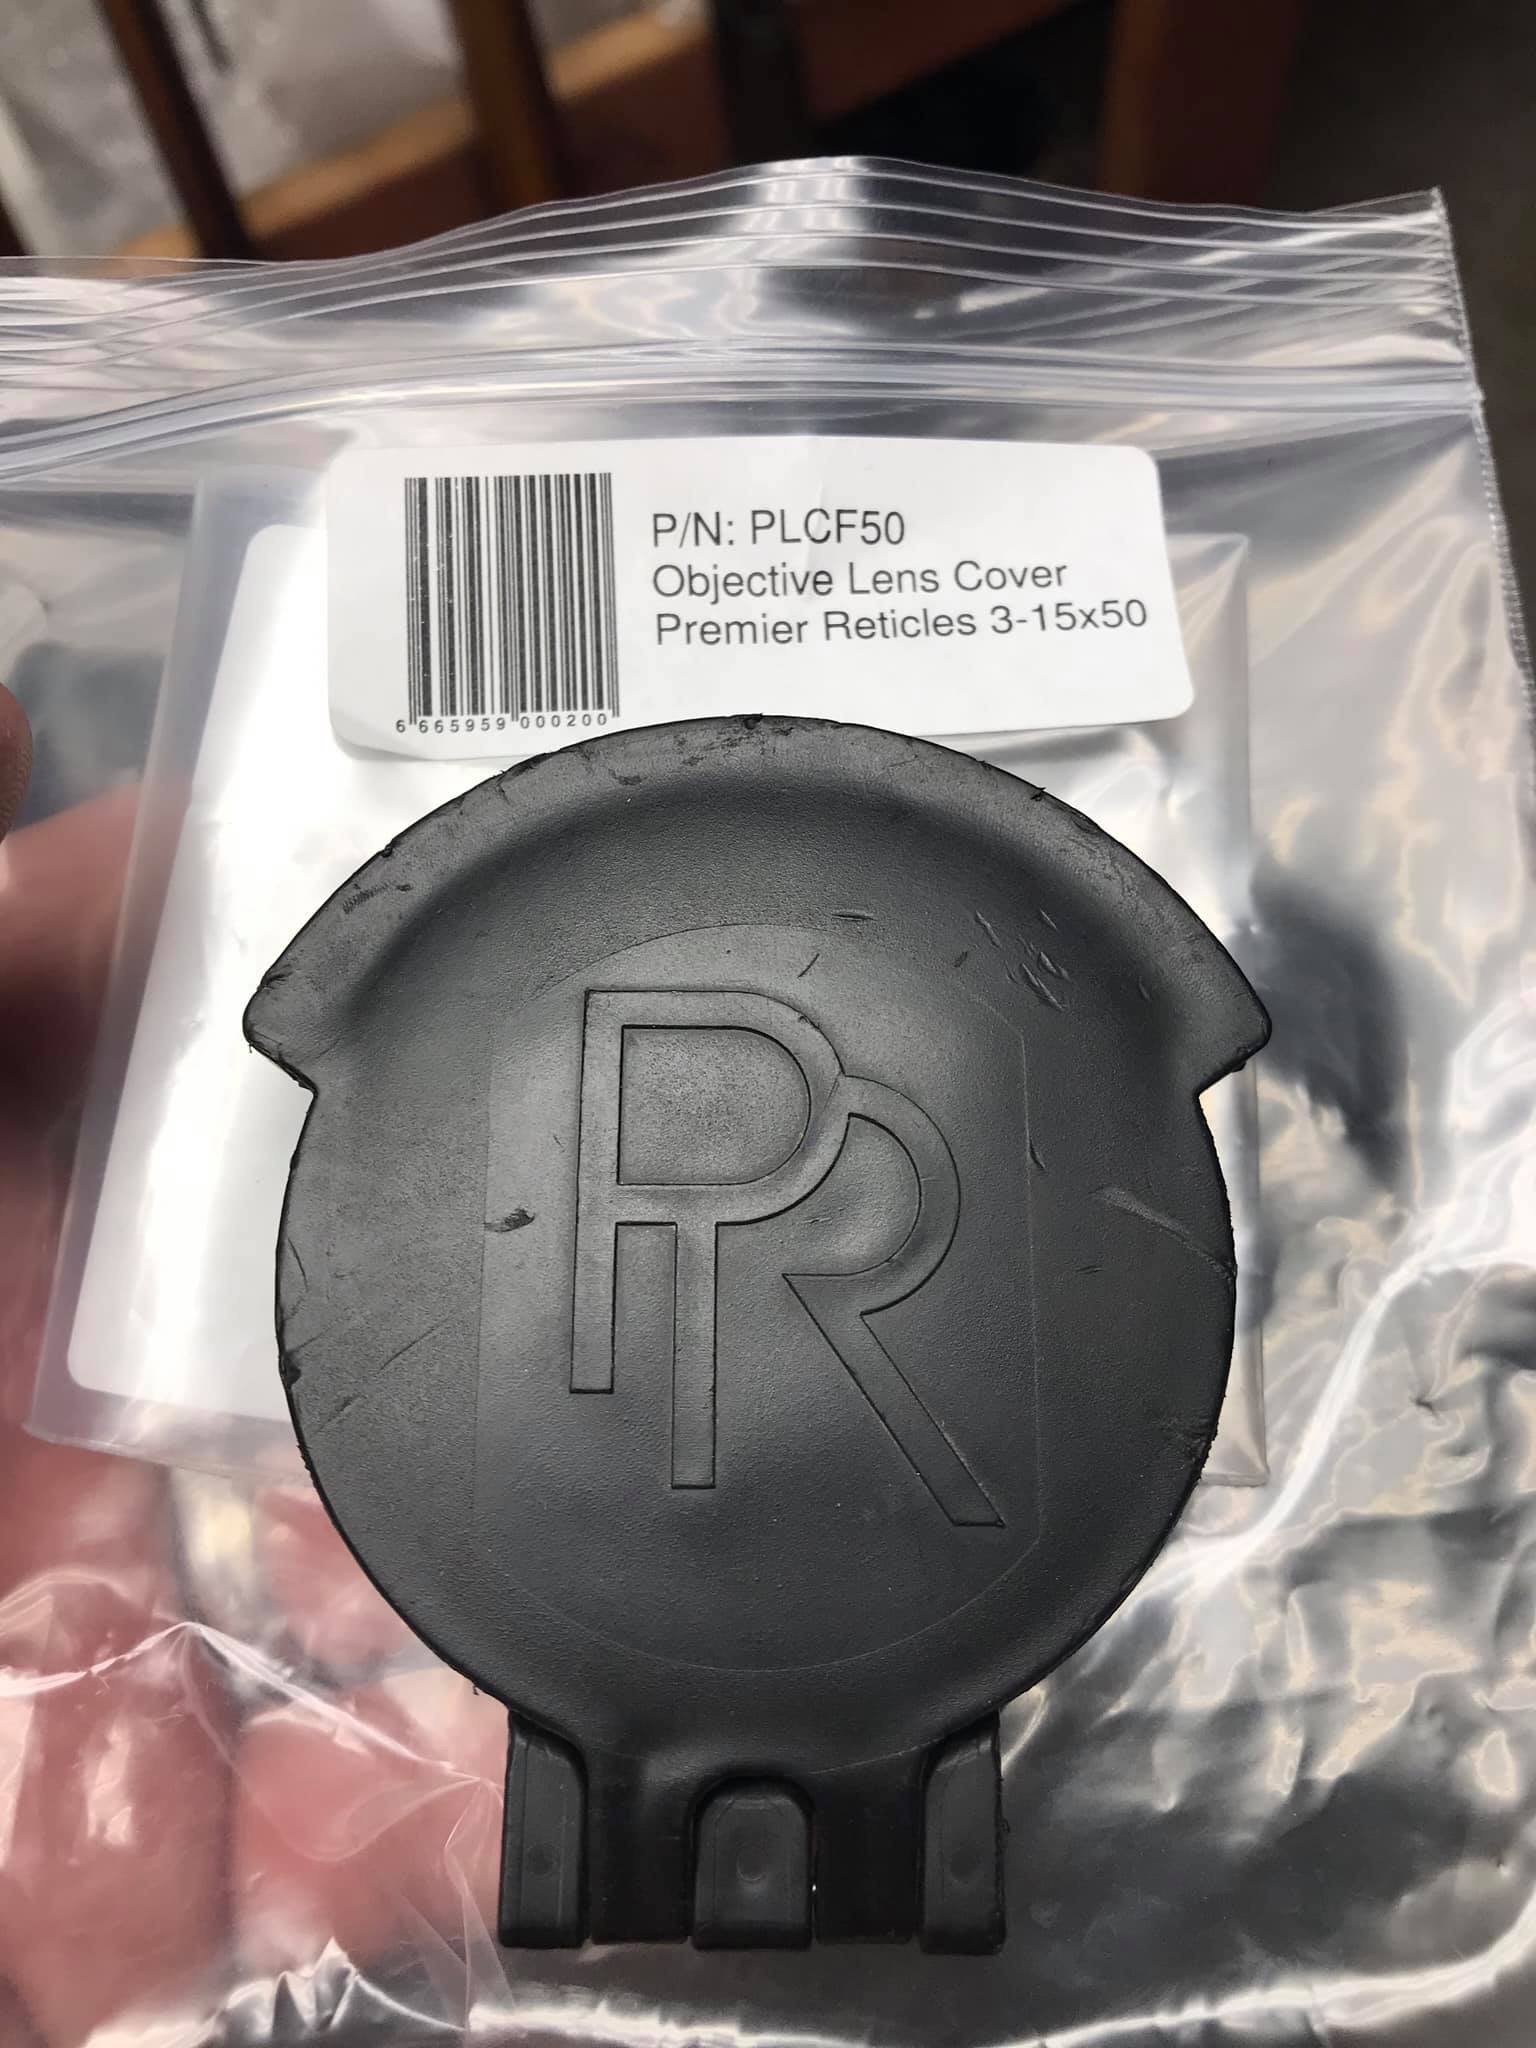 P/N: PLCF50
Objective Lens Cover
Premier Reticles 3-15x50
6 665959 000200
PR